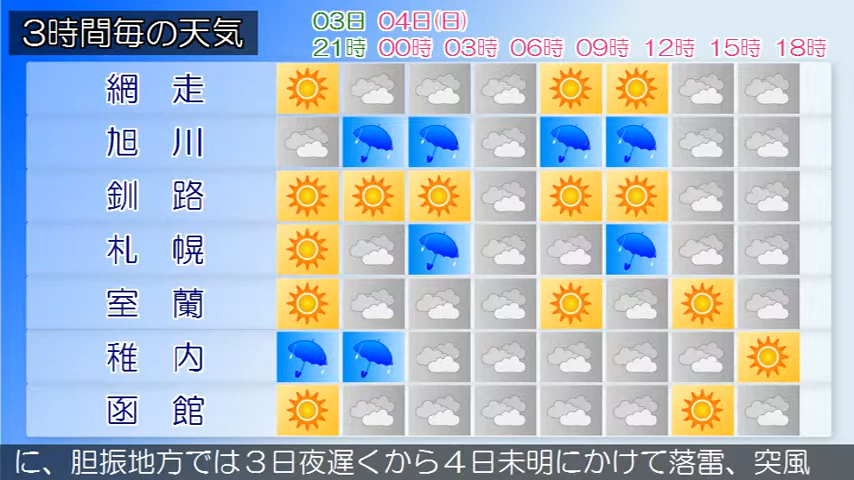 3時間毎の天気
03日 04日(日)
21時 00時 03時 06時 09時 12時 15時 18時
網走
旭川
釧路
札幌
室蘭
稚内
函館
に、胆振地方では3日夜遅くから4日未明にかけて落雷、突風